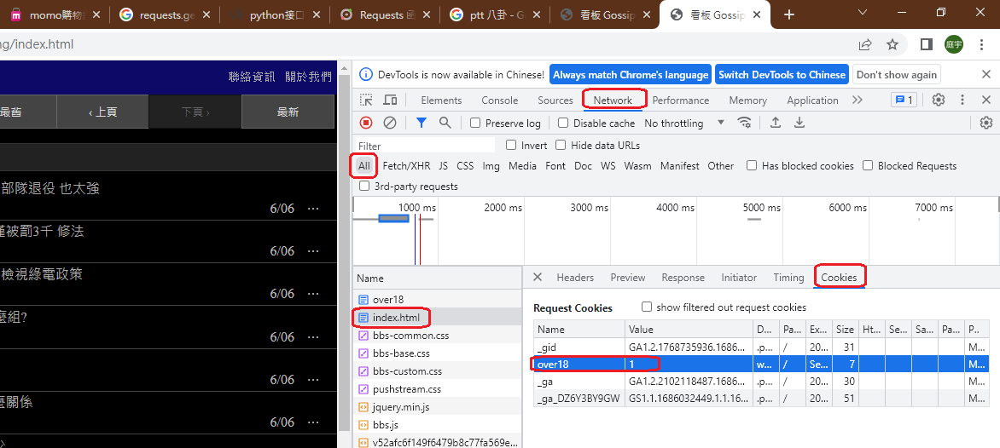 momo購物
requests.ge
python接口
Requests 函
ptt 八卦 - G
看板 Gossip
看板 Gossip
ng/index.html
庭宇
聯絡資訊 關於我們
最舊 ‹ 上頁 下頁 › 最新
部隊退役 也太強
6/06 ⋯
被罰3千 修法
6/06 ⋯
檢視綠電政策
6/06 ⋯
麼組?
6/06 ⋯
6/06 ⋯
麼關係
6/06 ⋯
DevTools is now available in Chinese! Always match Chrome's language Switch DevTools to Chinese Don't show again
Elements Console Sources Network Performance Memory Application 1
Preserve log Disable cache No throttling
Filter Invert Hide data URLs
All Fetch/XHR JS CSS Img Media Font Doc WS Wasm Manifest Other Has blocked cookies Blocked Requests
3rd-party requests
1000 ms 2000 ms 3000 ms 4000 ms 5000 ms 6000 ms 7000 ms
Name
over18
index.html
bbs-common.css
bbs-base.css
bbs-custom.css
pushstream.css
jquery.min.js
bbs.js
v52afc6f149f6479b8c77fa569e...
Headers Preview Response Initiator Timing Cookies
Request Cookies show filtered out request cookies
Name Value D... Pa... Ex... Size Ht... Se... Sa... Pa... P...
_gid GA1.2.1768735936.1686... .p... / 20... 31 M...
over18 1 w... / Se... 7 M...
_ga GA1.2.2102118487.1686... .p... / 20... 30 M...
_ga_DZ6Y3BY9GW GS1.1.1686032449.1.1.16... .p... / 20... 51 M...